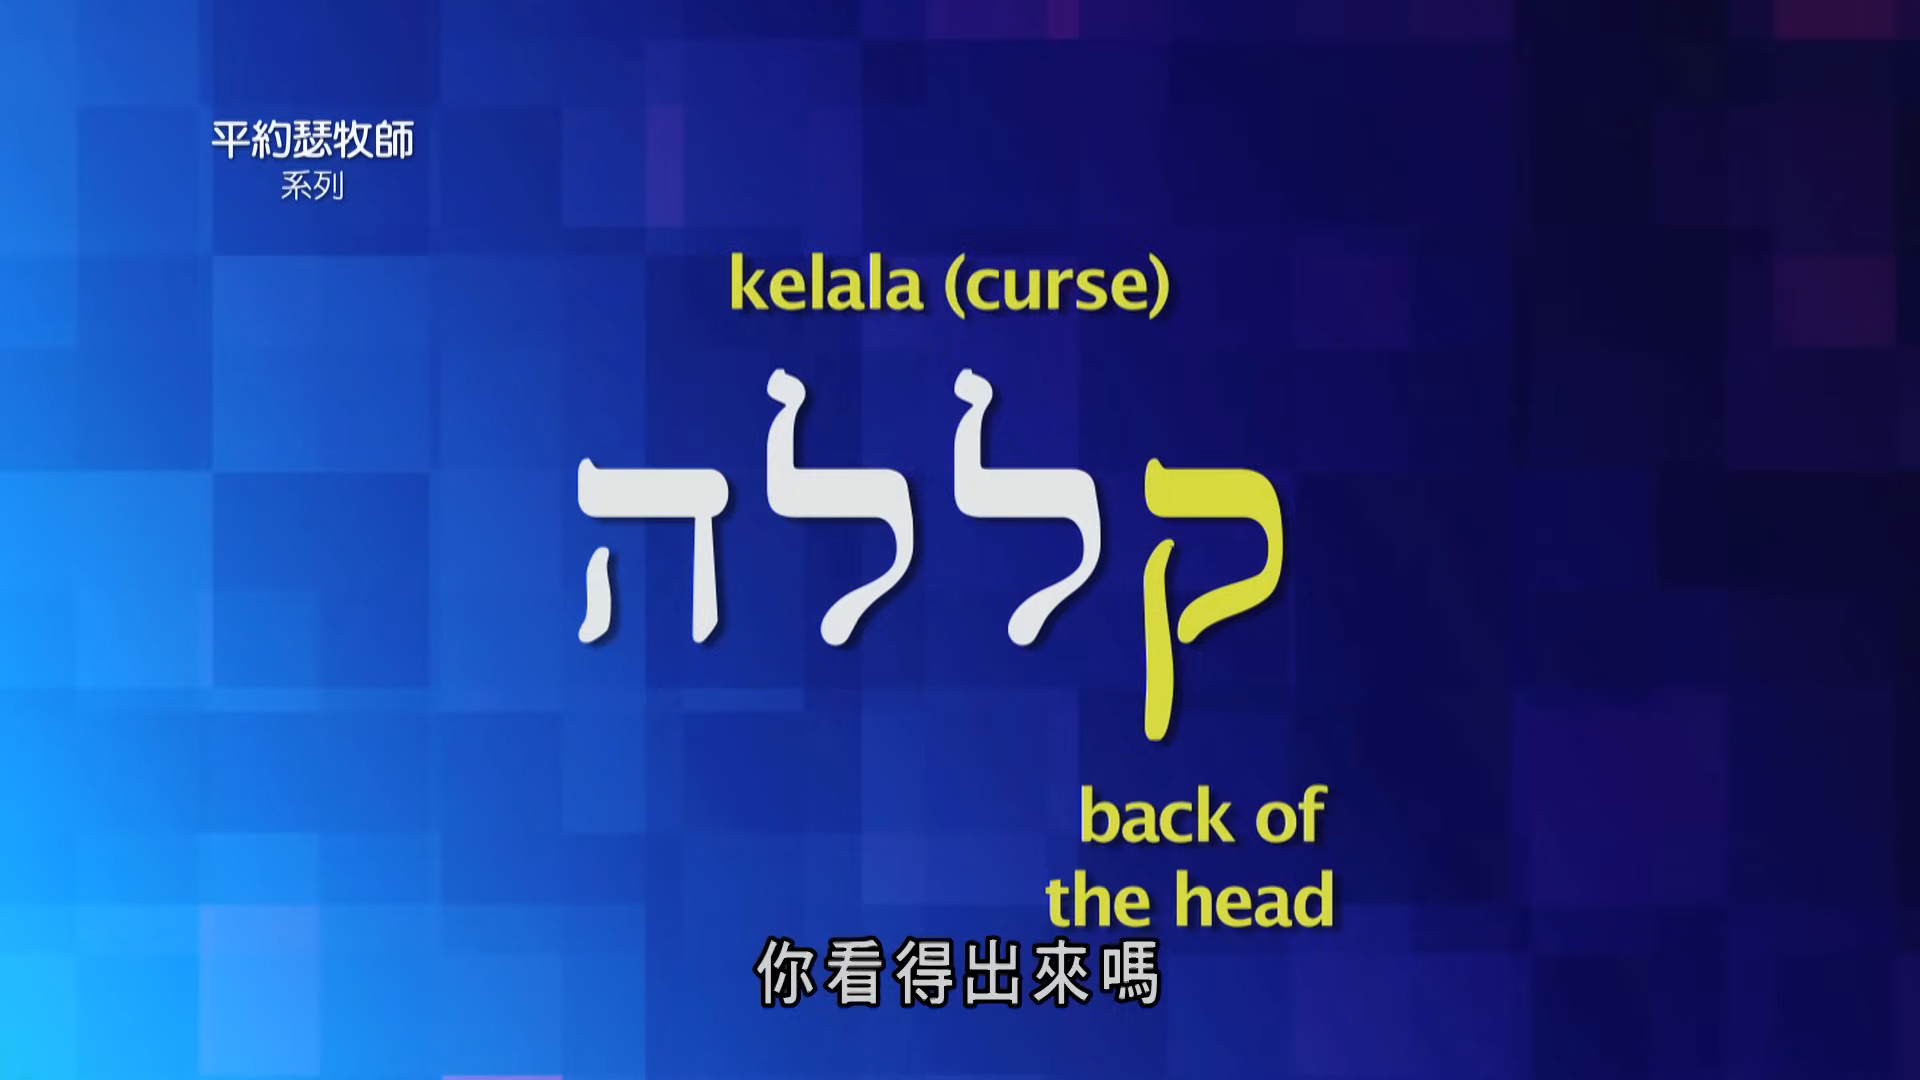 平約瑟牧師
系列
kelala (curse)
קללה
back of
the head
你看得出來嗎